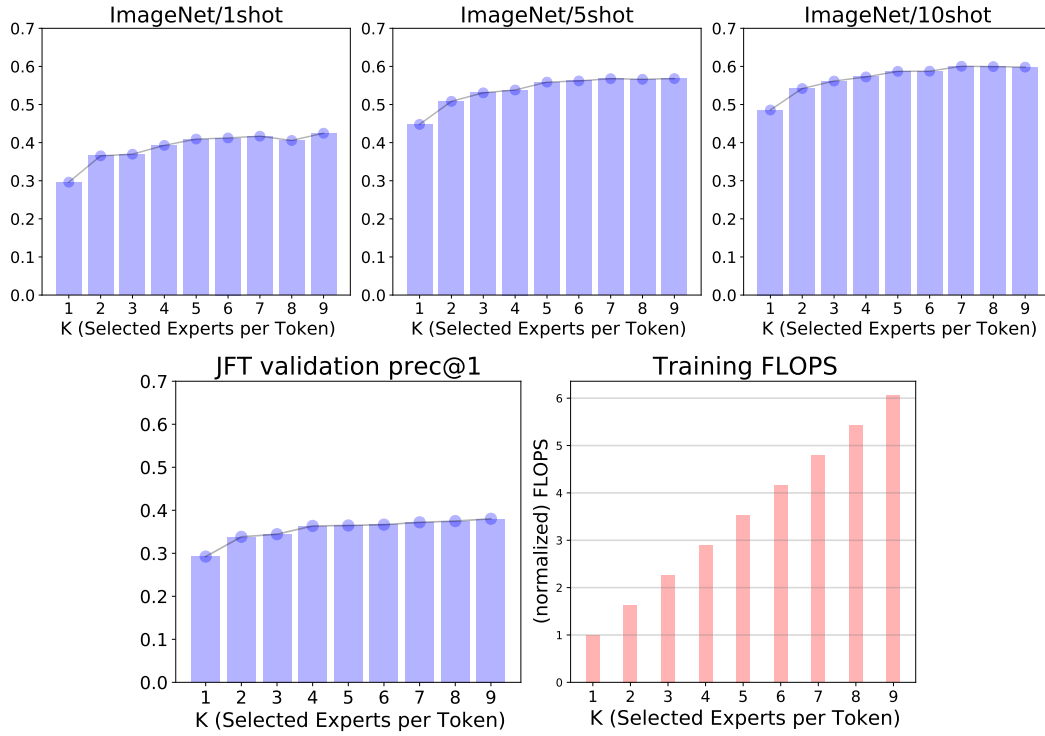 ImageNet/1shot
0.7
0.6
0.5
0.4
0.3
0.2
0.1
0.0
1 2 3 4 5 6 7 8 9
K (Selected Experts per Token)
ImageNet/5shot
0.7
0.6
0.5
0.4
0.3
0.2
0.1
0.0
1 2 3 4 5 6 7 8 9
K (Selected Experts per Token)
ImageNet/10shot
0.7
0.6
0.5
0.4
0.3
0.2
0.1
0.0
1 2 3 4 5 6 7 8 9
K (Selected Experts per Token)
JFT validation prec@1
0.7
0.6
0.5
0.4
0.3
0.2
0.1
0.0
1 2 3 4 5 6 7 8 9
K (Selected Experts per Token)
Training FLOPS
(normalized) FLOPS
6
5
4
3
2
1
0
1 2 3 4 5 6 7 8 9
K (Selected Experts per Token)